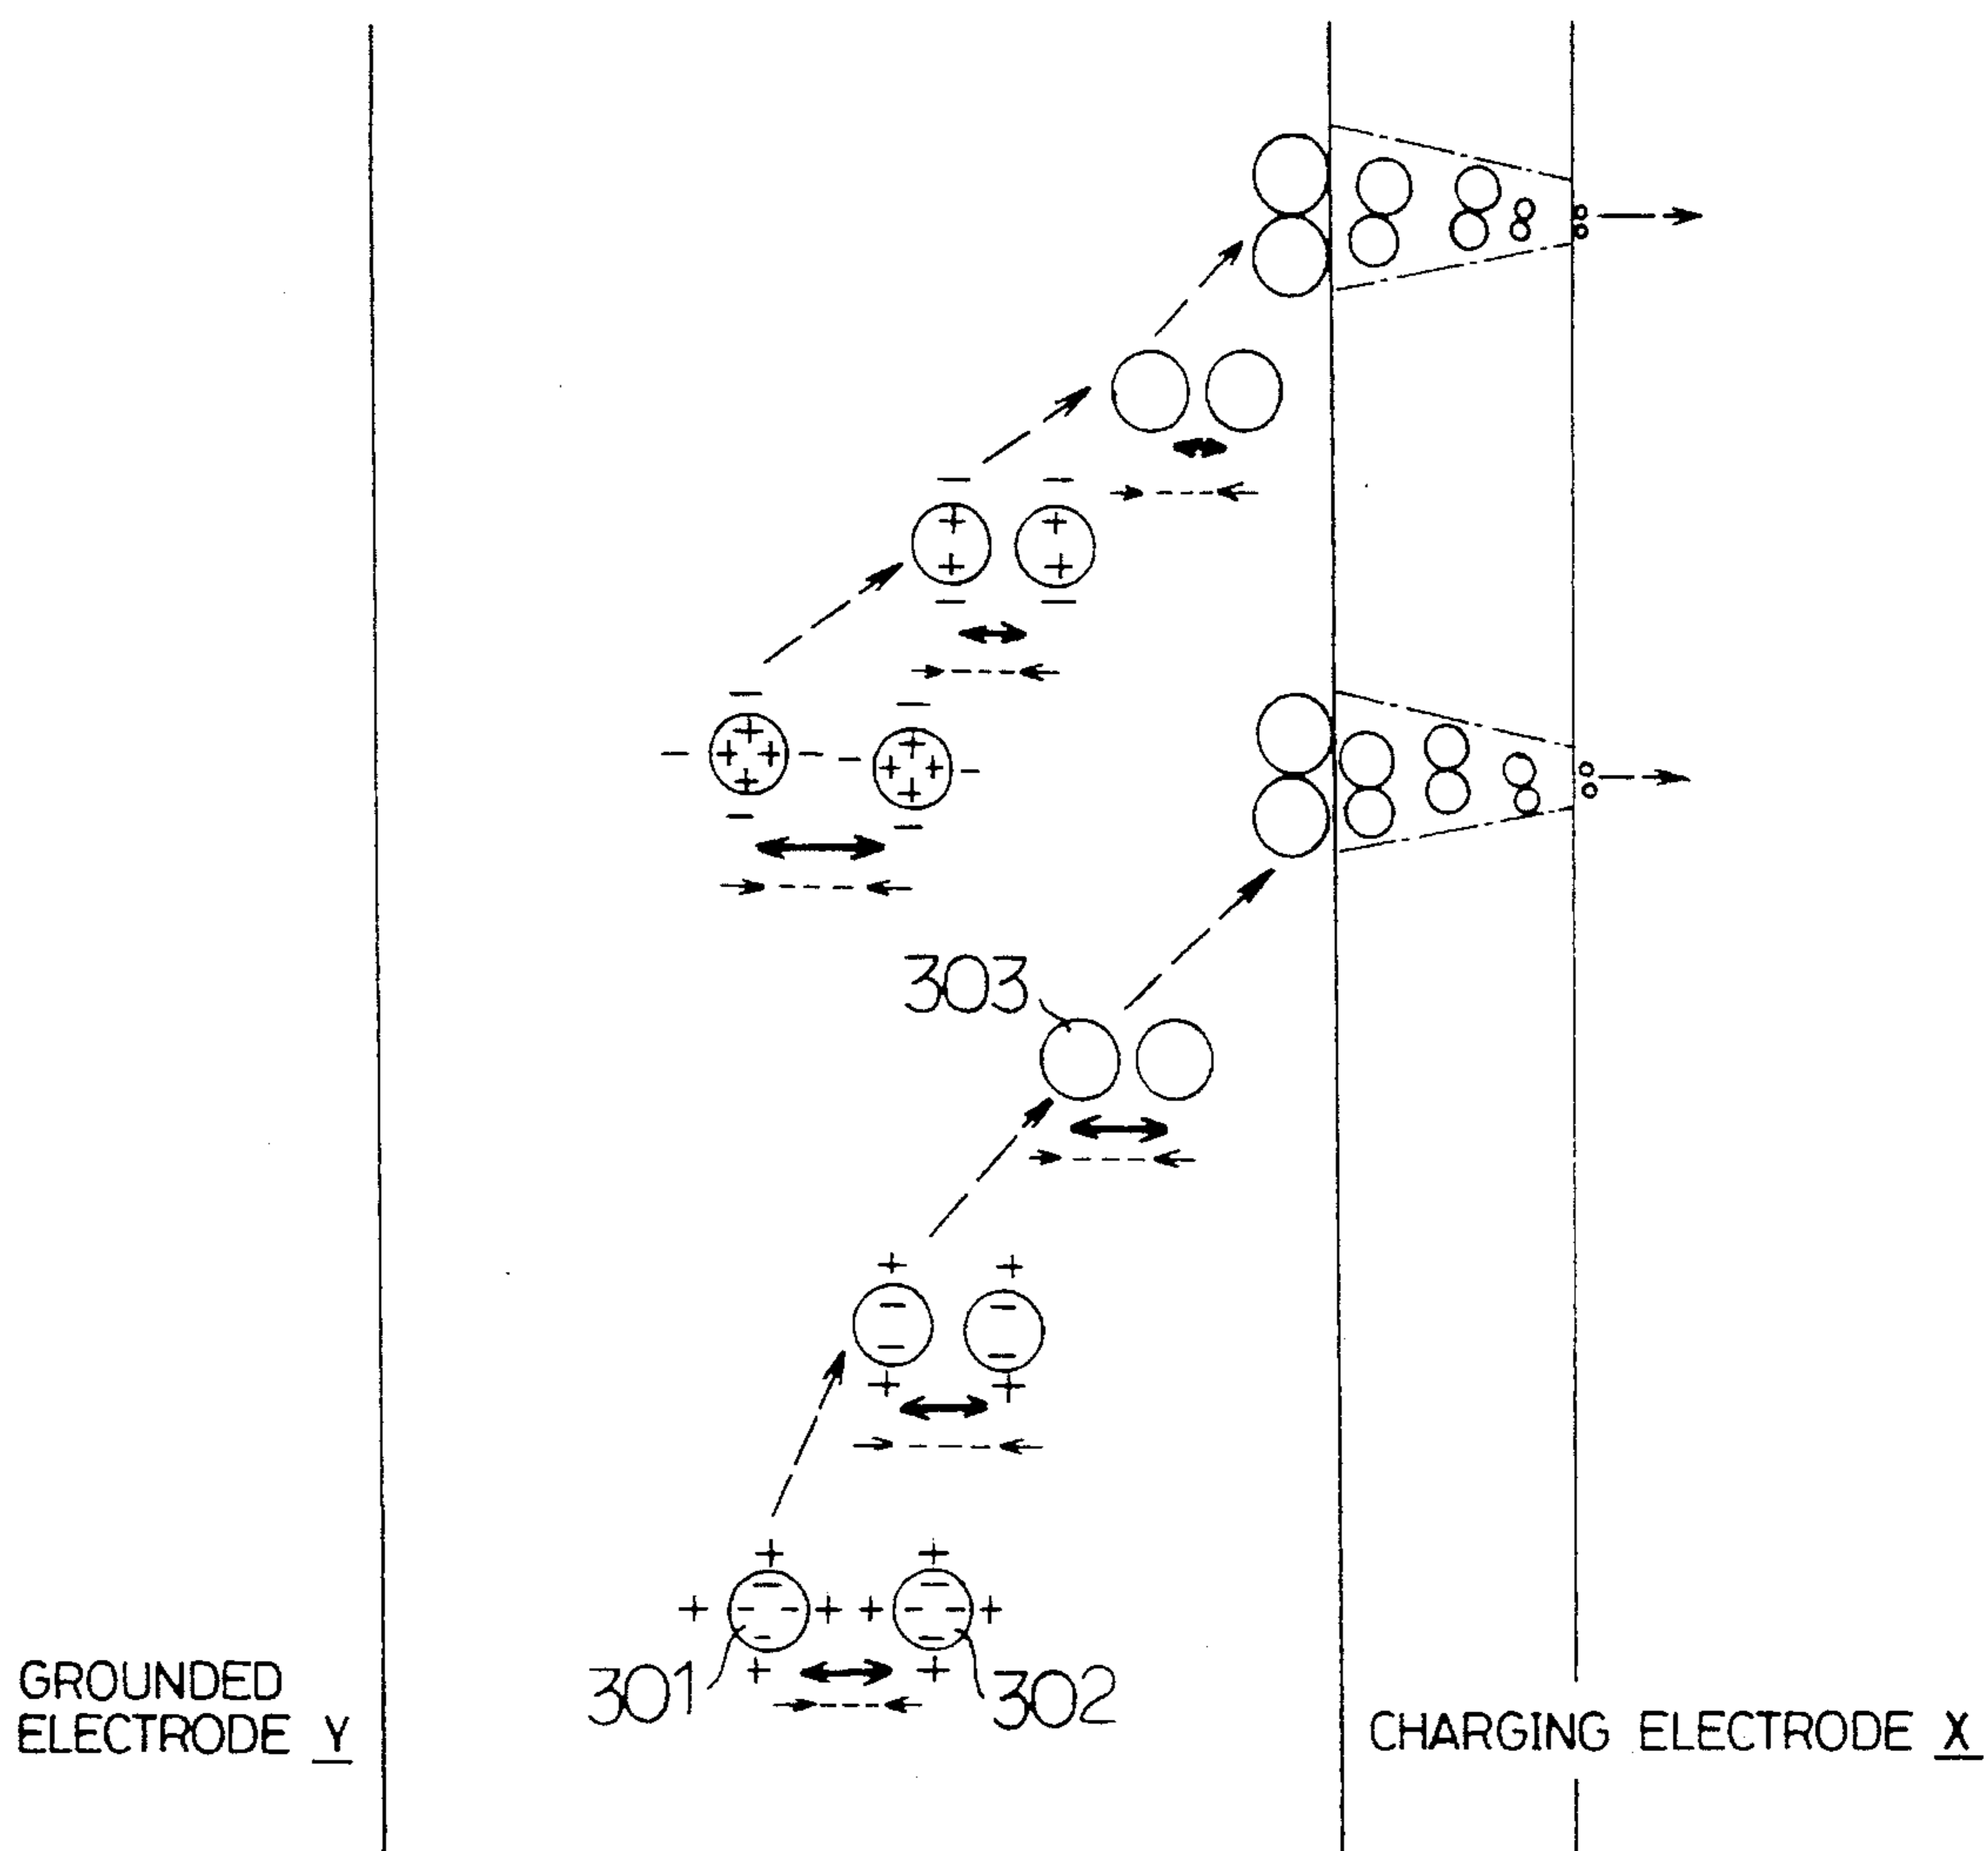 303
301
302
GROUNDED
ELECTRODE Y
CHARGING ELECTRODE X